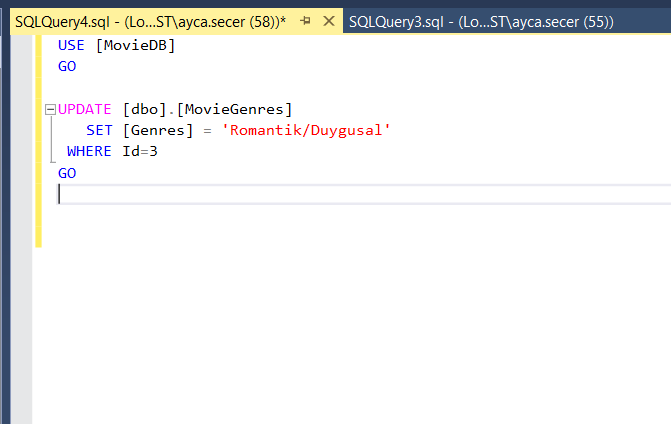 SQLQuery4.sql - (Lo...ST\ayca.secer (58))* SQLQuery3.sql - (Lo...ST\ayca.secer (55))
USE [MovieDB]
GO
UPDATE [dbo].[MovieGenres]
SET [Genres] = 'Romantik/Duygusal'
WHERE Id=3
GO